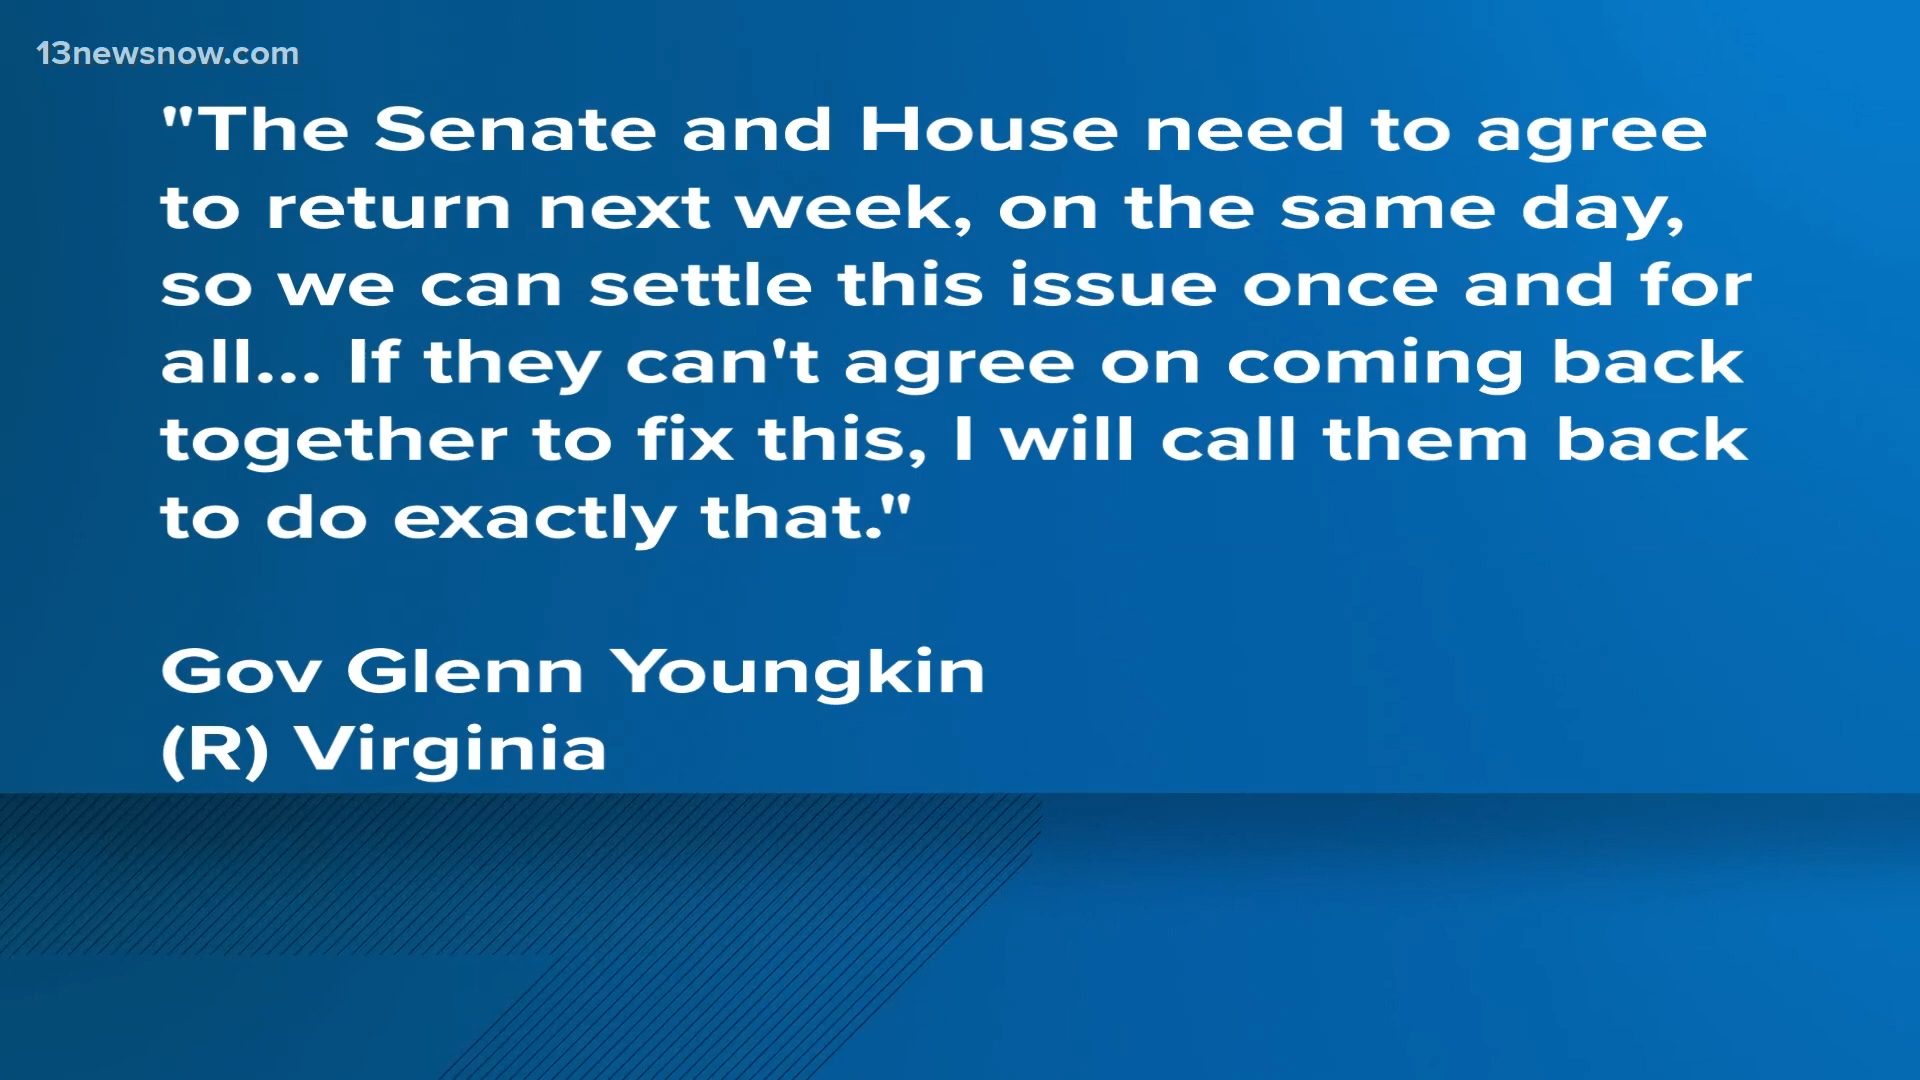 13newsnow.com
"The Senate and House need to agree
to return next week, on the same day,
so we can settle this issue once and for
all... If they can't agree on coming back
together to fix this, I will call them back
to do exactly that."
Gov Glenn Youngkin
(R) Virginia